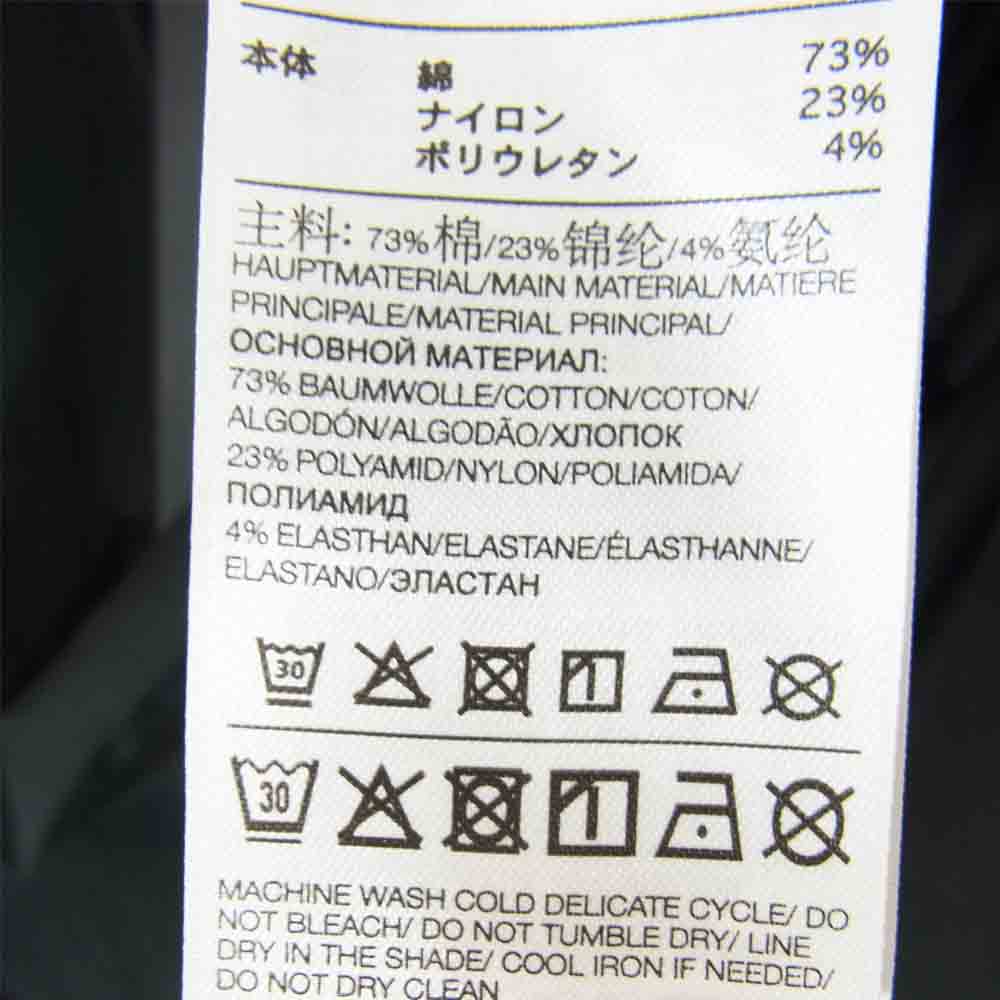 本体 綿 73%
ナイロン 23%
ポリウレタン 4%
主料: 73%棉/23%锦纶/4%氨纶
HAUPTMATERIAL/MAIN MATERIAL/MATIERE
PRINCIPALE/MATERIAL PRINCIPAL/
ОСНОВНОЙ МАТЕРИАЛ:
73% BAUMWOLLE/COTTON/COTON/
ALGODÓN/ALGODÃO/ХЛОПОК
23% POLYAMID/NYLON/POLIAMIDA/
ПОЛИАМИД
4% ELASTHAN/ELASTANE/ÉLASTHANNE/
ELASTANO/ЭЛАСТАН
30
30
MACHINE WASH COLD DELICATE CYCLE/ DO
NOT BLEACH/ DO NOT TUMBLE DRY/ LINE
DRY IN THE SHADE/ COOL IRON IF NEEDED/
DO NOT DRY CLEAN